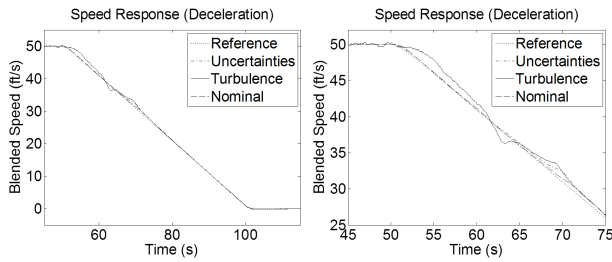 Speed Response (Deceleration)
Blended Speed (ft/s)
50
40
30
20
10
0
60
80
100
Time (s)
Reference
Uncertainties
Turbulence
Nominal
Speed Response (Deceleration)
Blended Speed (ft/s)
50
45
40
35
30
25
45
50
55
60
65
70
75
Time (s)
Reference
Uncertainties
Turbulence
Nominal